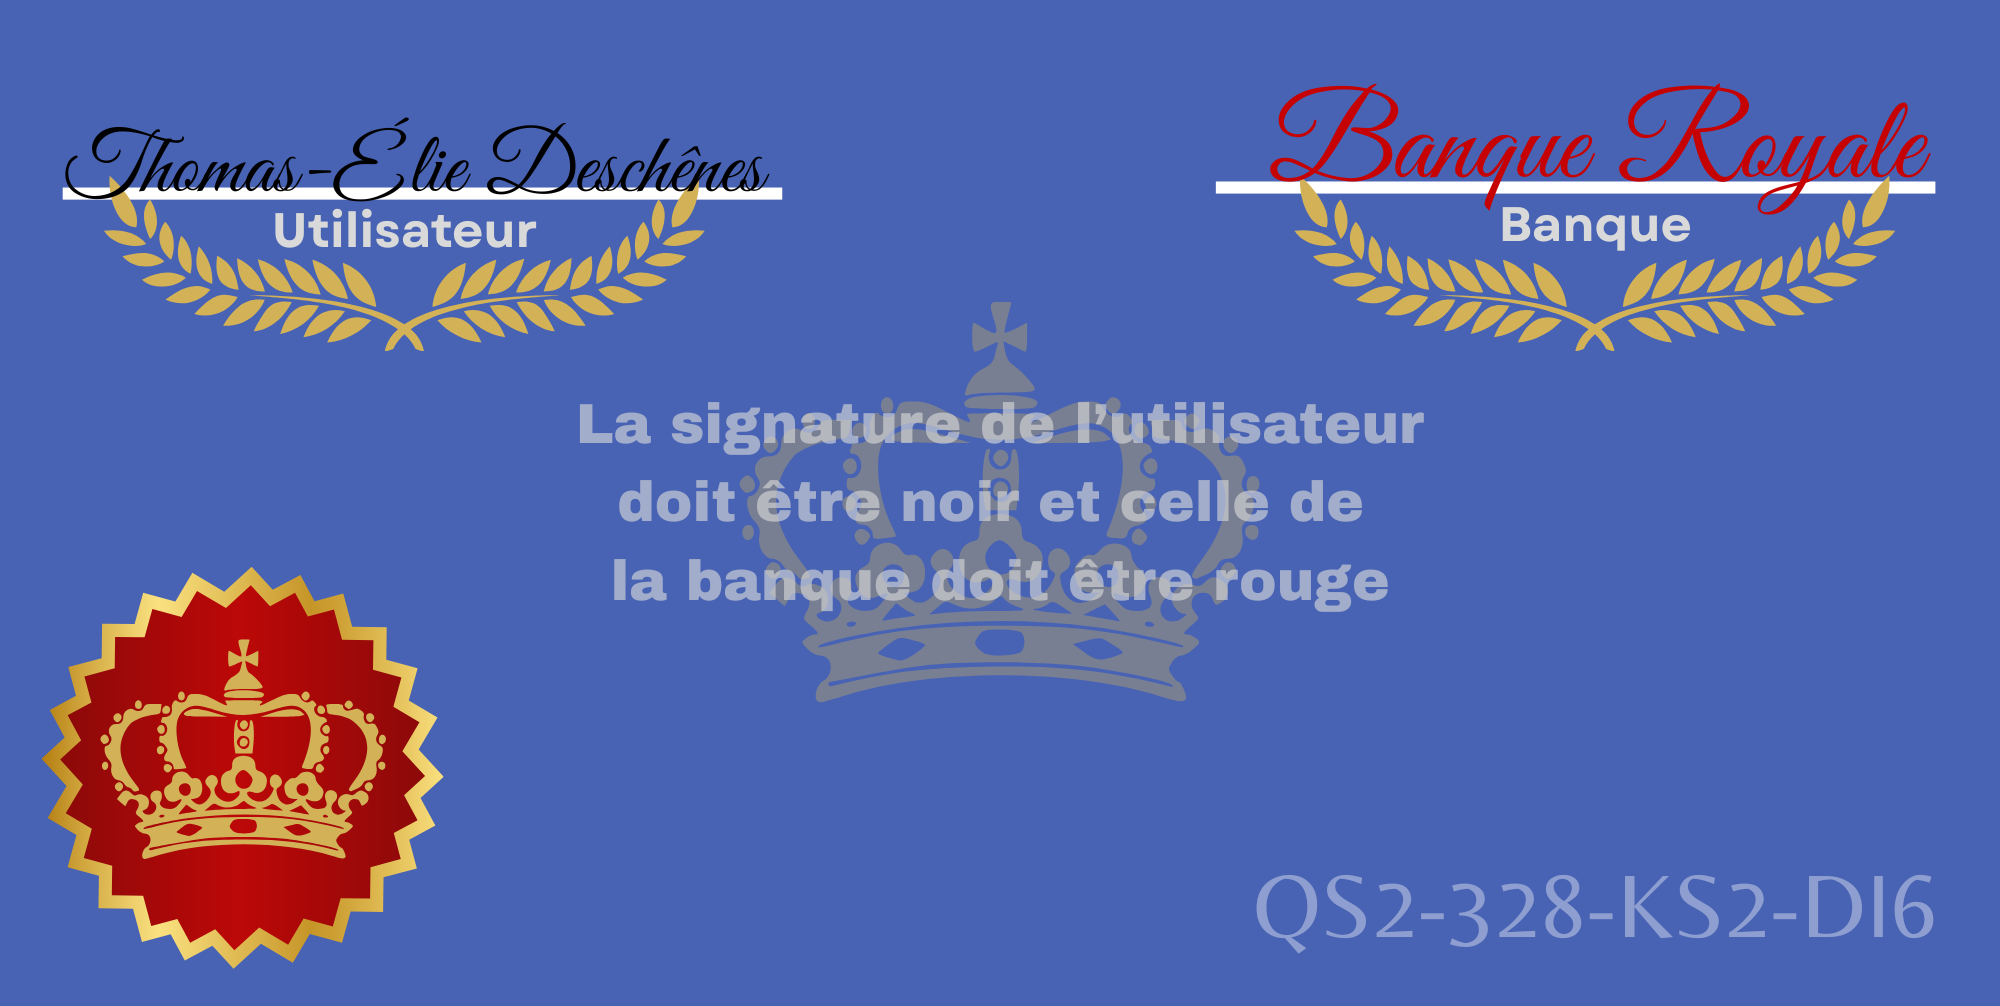 Thomas-Élie Deschênes
Utilisateur
Banque Royale
Banque
La signature de l’utilisateur
doit être noir et celle de
la banque doit être rouge
QS2-328-KS2-DI6